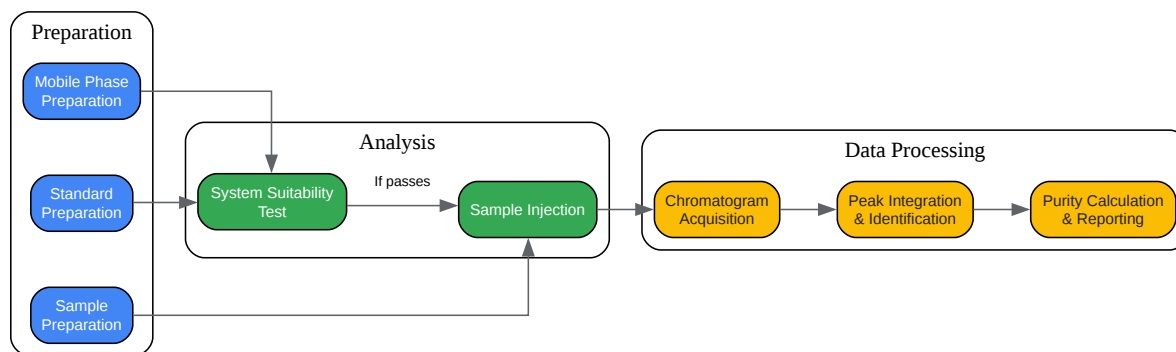 Preparation
Mobile Phase
Preparation
Standard
Preparation
Sample
Preparation
Analysis
System Suitability
Test
If passes
Sample Injection
Data Processing
Chromatogram
Acquisition
Peak Integration
& Identification
Purity Calculation
& Reporting